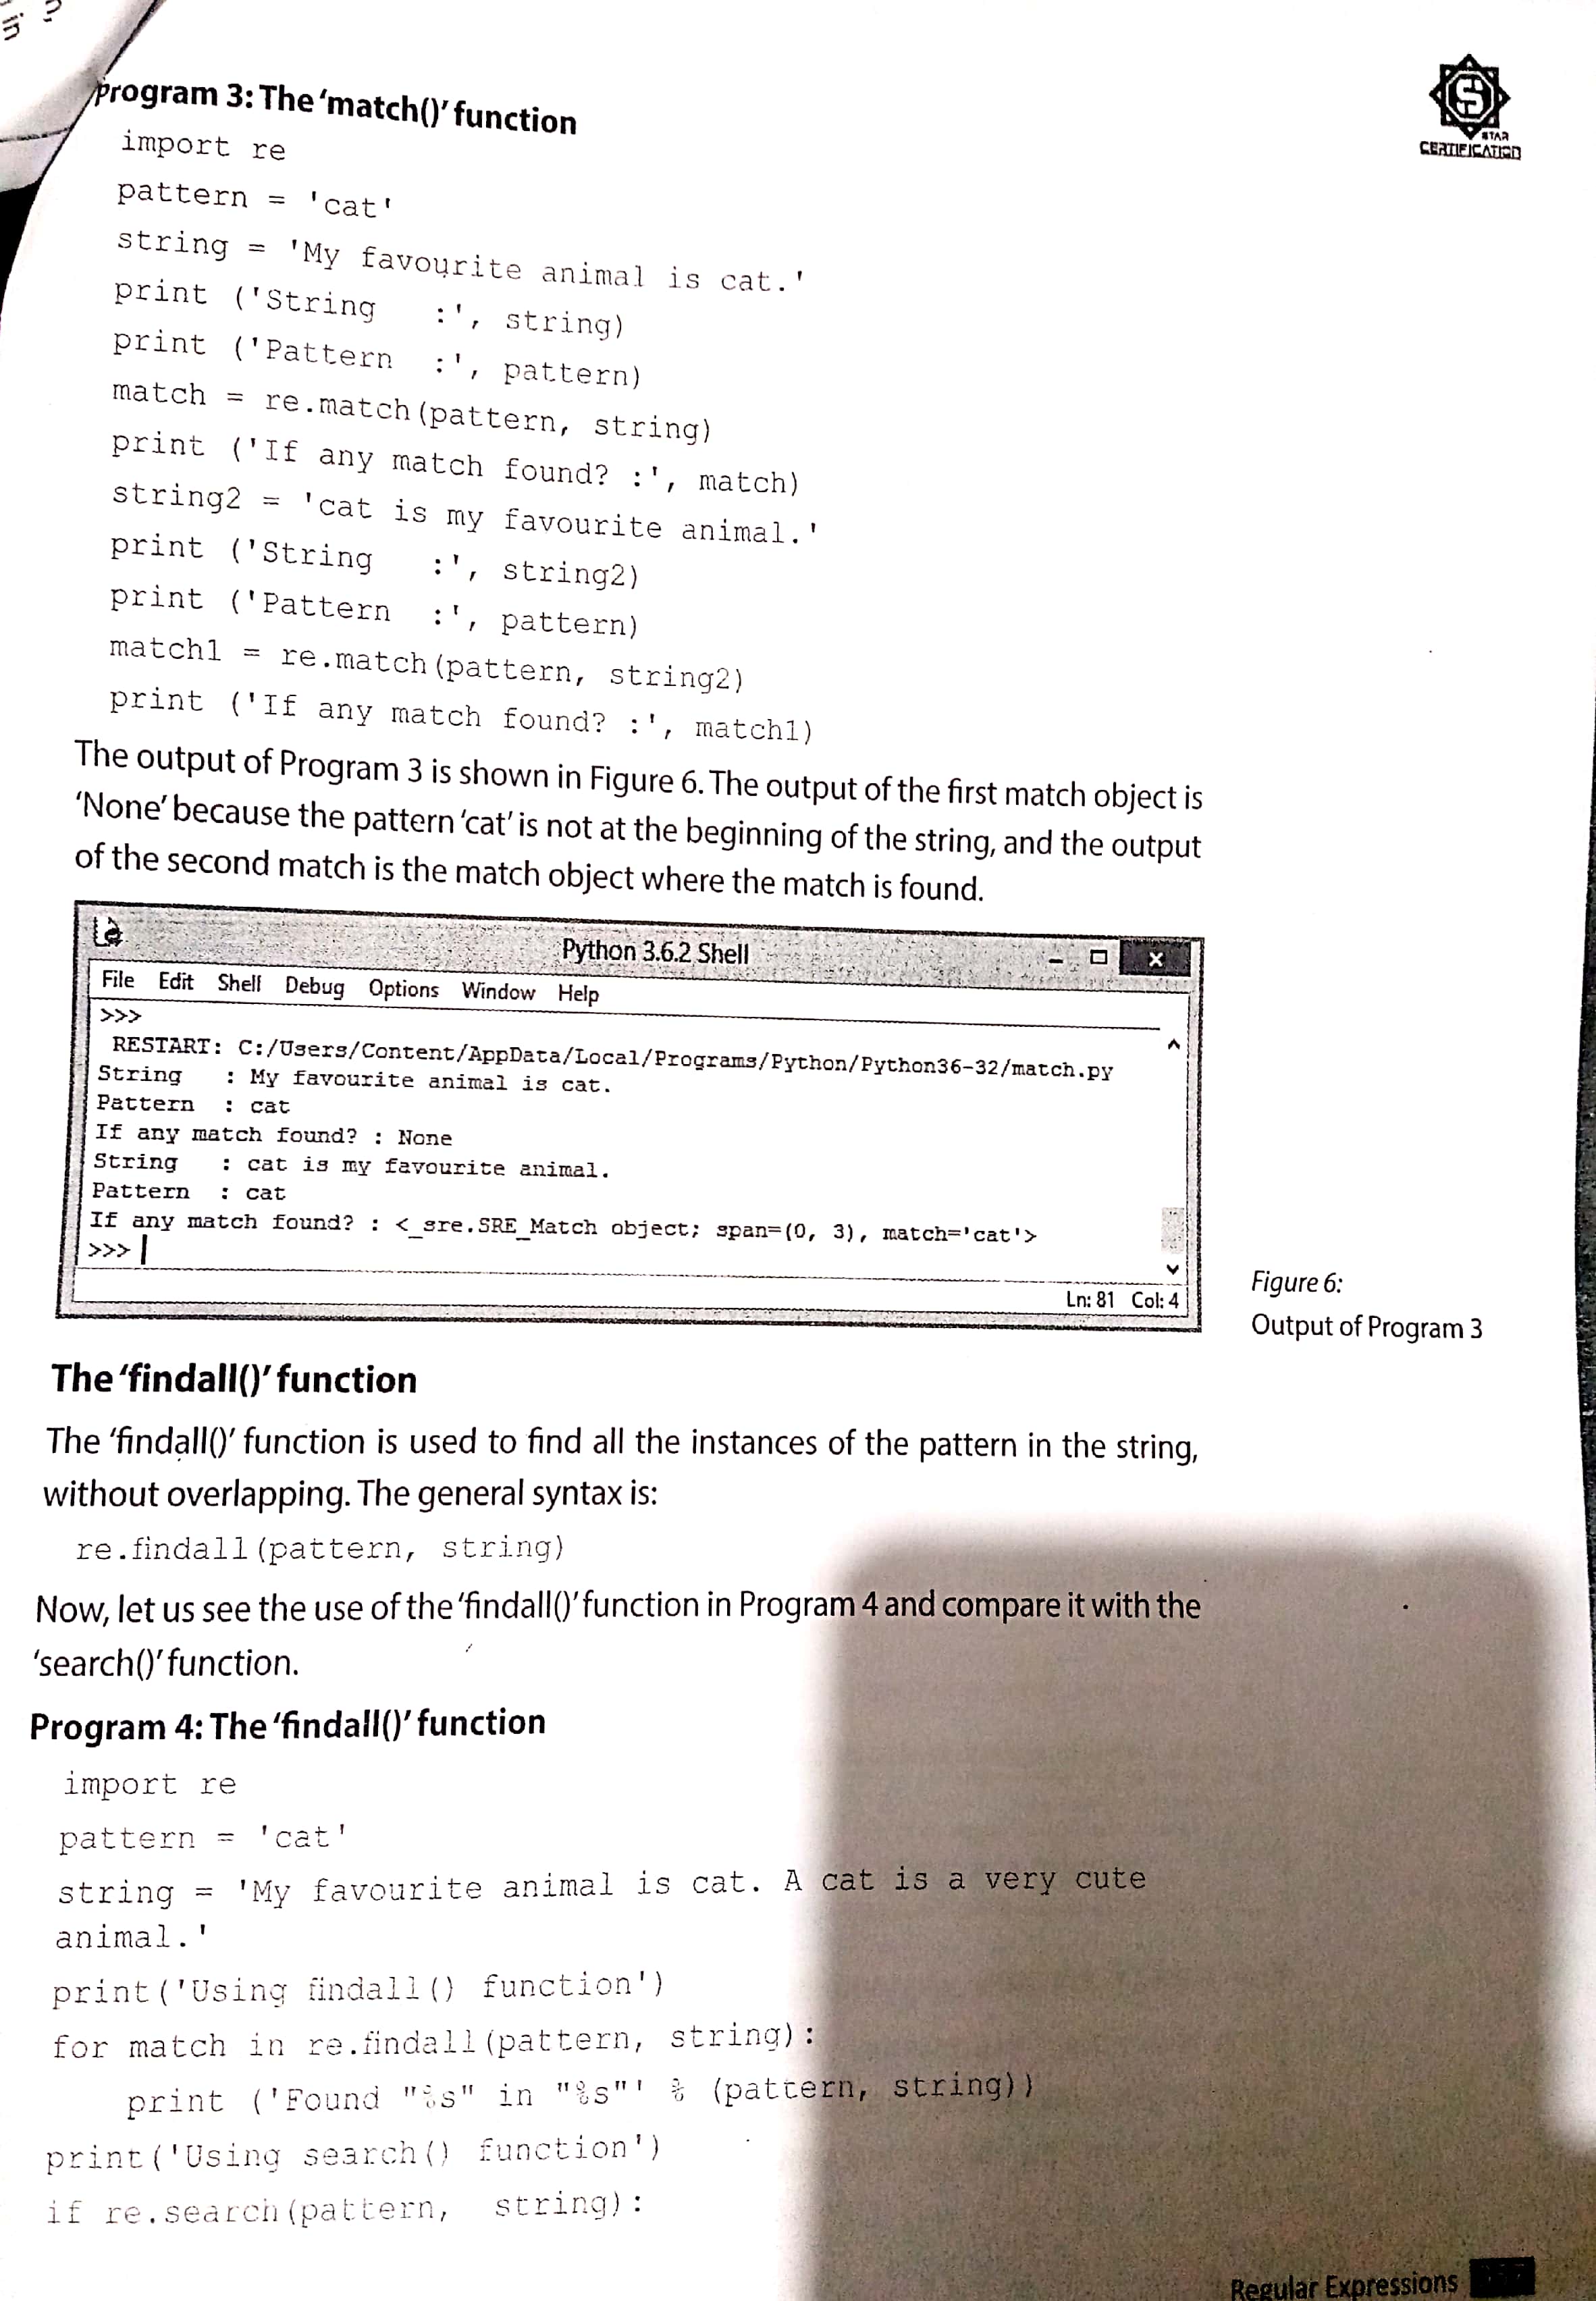 Program 3: The 'match()' function
STAR
CERTIFICATION
import re
pattern = 'cat'
string = 'My favourite animal is cat.'
print ('String   :', string)
print ('Pattern  :', pattern)
match = re.match(pattern, string)
print ('If any match found? :', match)
string2 = 'cat is my favourite animal.'
print ('String   :', string2)
print ('Pattern  :', pattern)
match1 = re.match(pattern, string2)
print ('If any match found? :', match1)
The output of Program 3 is shown in Figure 6. The output of the first match object is
'None' because the pattern 'cat' is not at the beginning of the string, and the output
of the second match is the match object where the match is found.
Python 3.6.2 Shell
File Edit Shell Debug Options Window Help
>>>
RESTART: C:/Users/Content/AppData/Local/Programs/Python/Python36-32/match.py
String   : My favourite animal is cat.
Pattern  : cat
If any match found? : None
String   : cat is my favourite animal.
Pattern  : cat
If any match found? : <_sre.SRE_Match object; span=(0, 3), match='cat'>
>>>
Ln: 81 Col: 4
Figure 6:
Output of Program 3
The 'findall()' function
The 'findall()' function is used to find all the instances of the pattern in the string,
without overlapping. The general syntax is:
re.findall(pattern, string)
Now, let us see the use of the 'findall()' function in Program 4 and compare it with the
'search()' function.
Program 4: The 'findall()' function
import re
pattern = 'cat'
string = 'My favourite animal is cat. A cat is a very cute
animal.'
print('Using findall() function')
for match in re.findall(pattern, string):
    print ('Found "%s" in "%s"' % (pattern, string))
print('Using search() function')
if re.search(pattern, string):
Regular Expressions